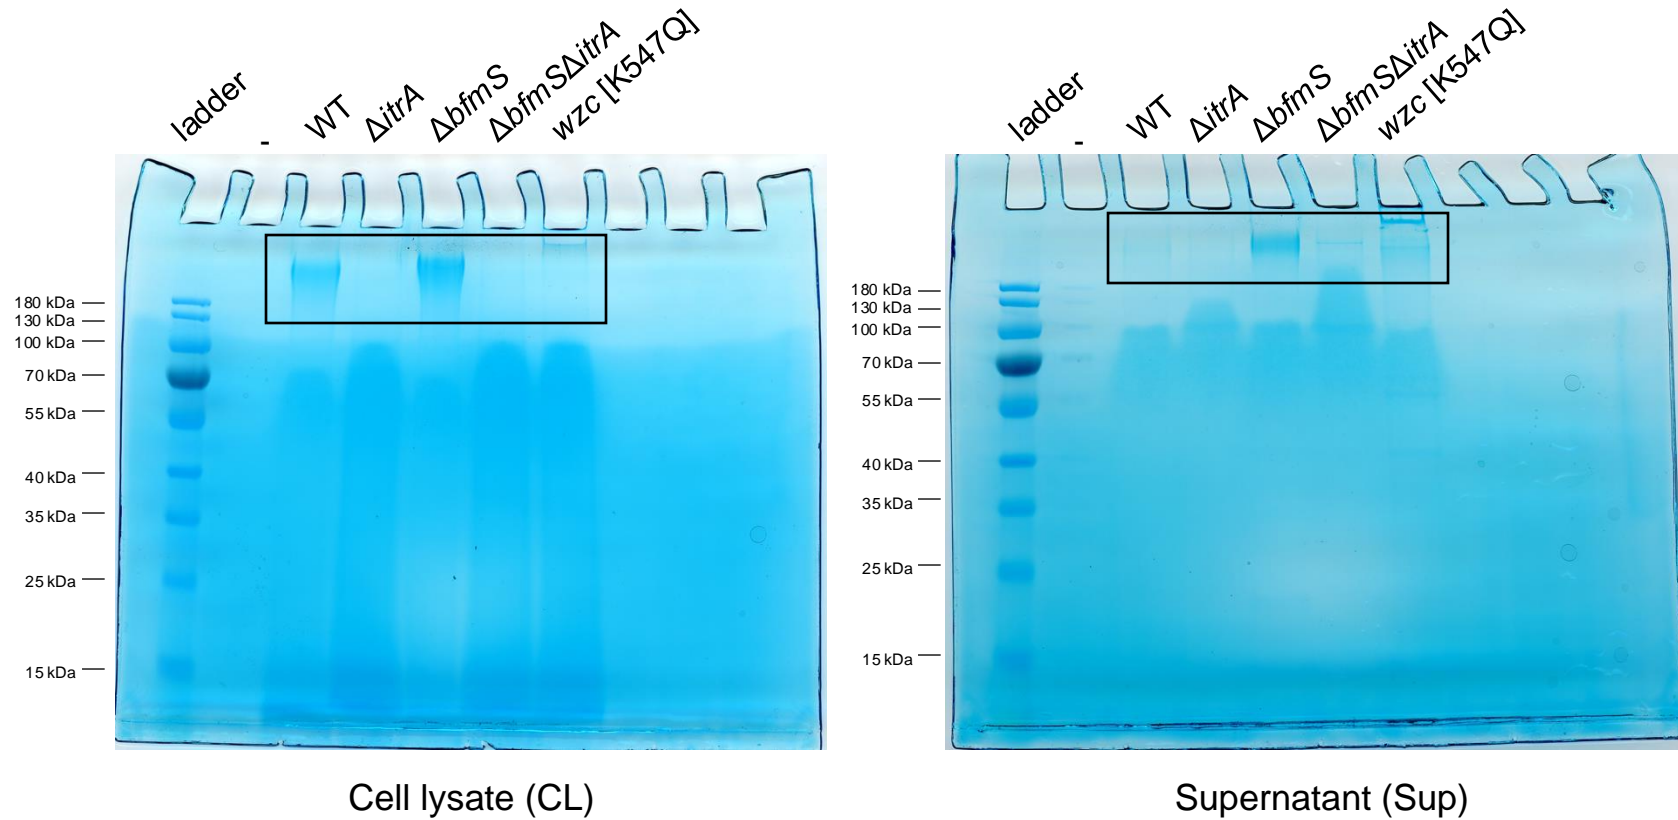 ladder
-
WT
ΔitrA
ΔbfmS
ΔbfmSΔitrA
wzc [K547Q]
180 kDa
130 kDa
100 kDa
70 kDa
55 kDa
40 kDa
35 kDa
25 kDa
15 kDa
Cell lysate (CL)
ladder
-
WT
ΔitrA
ΔbfmS
ΔbfmSΔitrA
wzc [K547Q]
180 kDa
130 kDa
100 kDa
70 kDa
55 kDa
40 kDa
35 kDa
25 kDa
15 kDa
Supernatant (Sup)